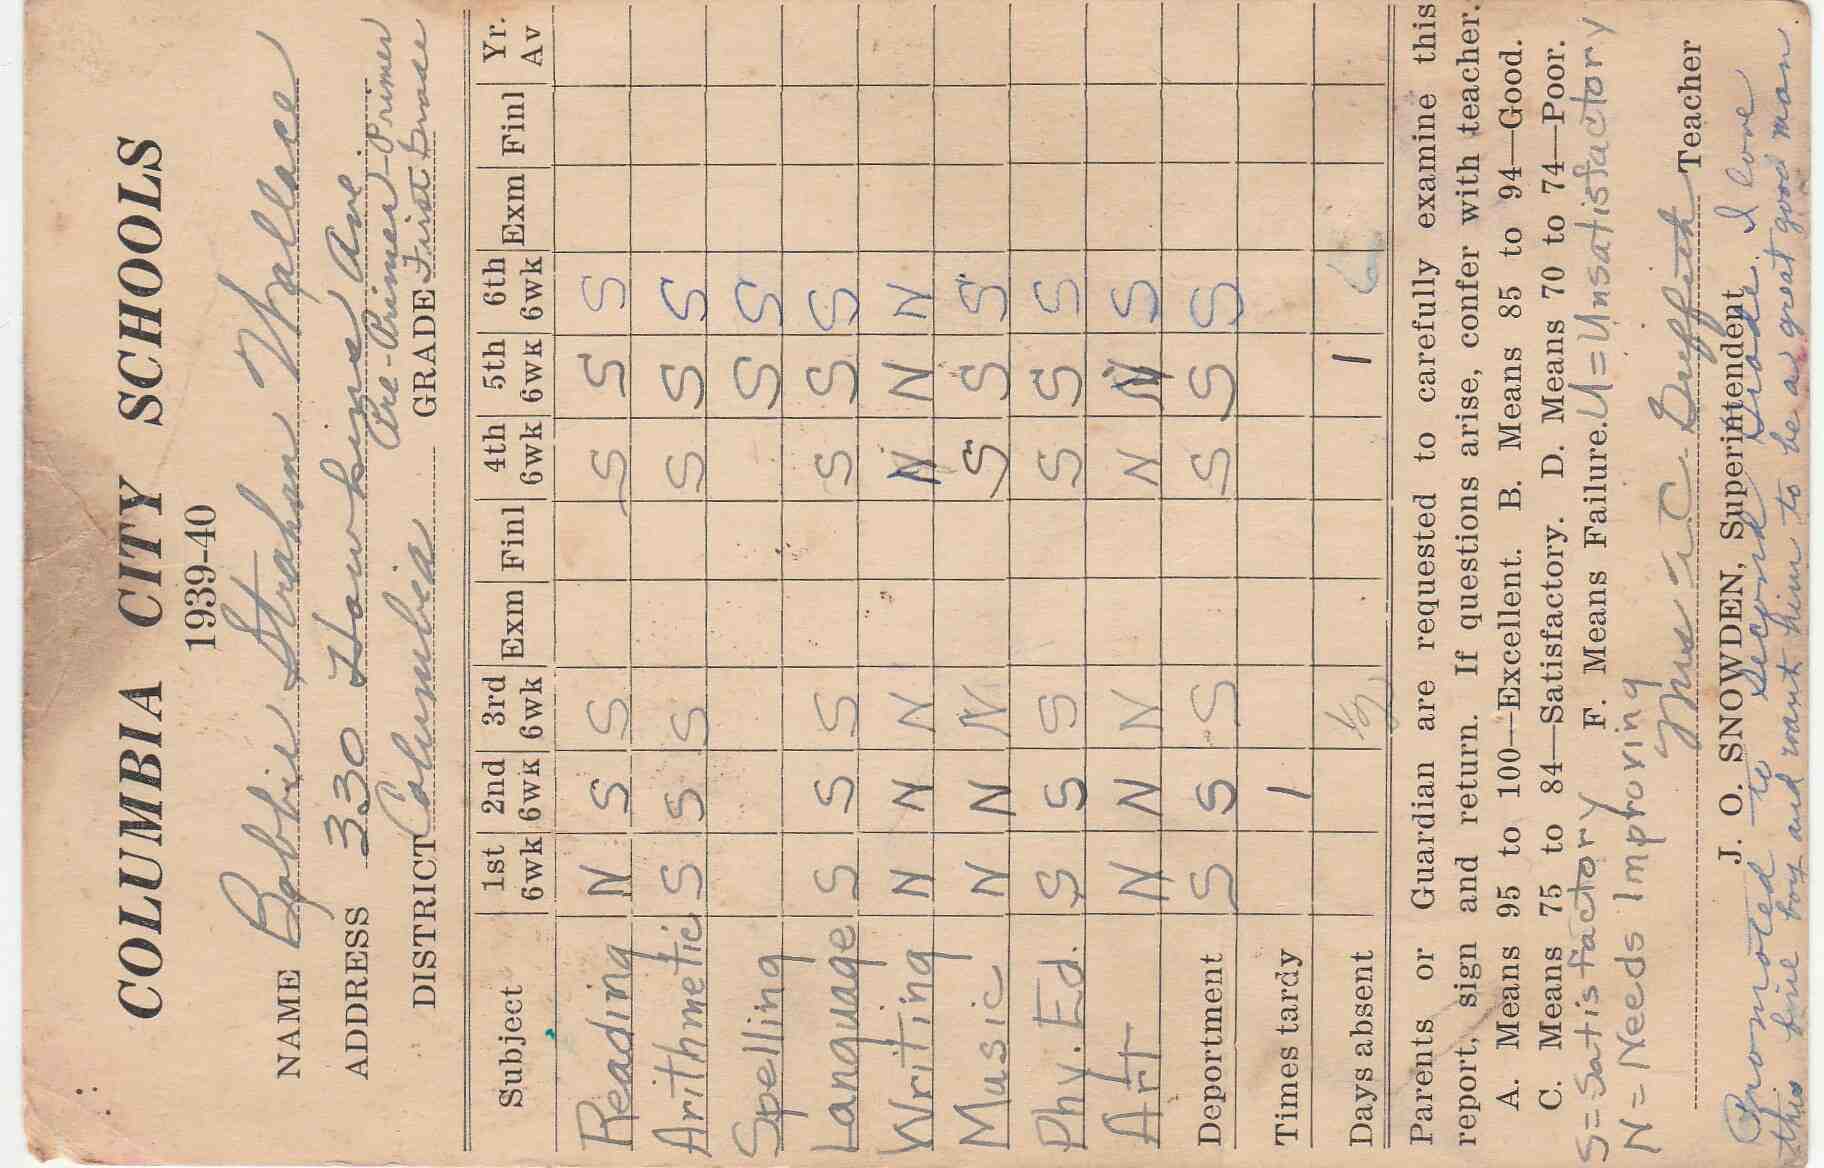 COLUMBIA CITY SCHOOLS
1939-40
NAME Bobbie Strahan Wallace
ADDRESS 330 Hawkins Ave.
(Pre-Primer)-Primer
DISTRICT Columbia GRADE First Grade
Subject 1st 6wk 2nd 6wk 3rd 6wk Exm Finl 4th 6wk 5th 6wk 6th 6wk Exm Finl Yr. Av
Reading N S S S S S
Arithmetic S S S S S S
Spelling S S
Language S S S S S S
Writing N N N N N N
Music N N N S S S
Phy. Ed. S S S S S S
Art N N N N N S
Deportment S S S S S S
Times tardy 1
Days absent 1/2 1 6
Parents or Guardian are requested to carefully examine this
report, sign and return. If questions arise, confer with teacher.
A. Means 95 to 100—Excellent. B. Means 85 to 94—Good.
C. Means 75 to 84—Satisfactory. D. Means 70 to 74—Poor.
S=Satisfactory F. Means Failure. U=Unsatisfactory
N=Needs Improving
Mrs C. Griffith Teacher
J. O. SNOWDEN, Superintendent
Promoted to Second Grade. I love
this fine boy and want him to be a great good man.